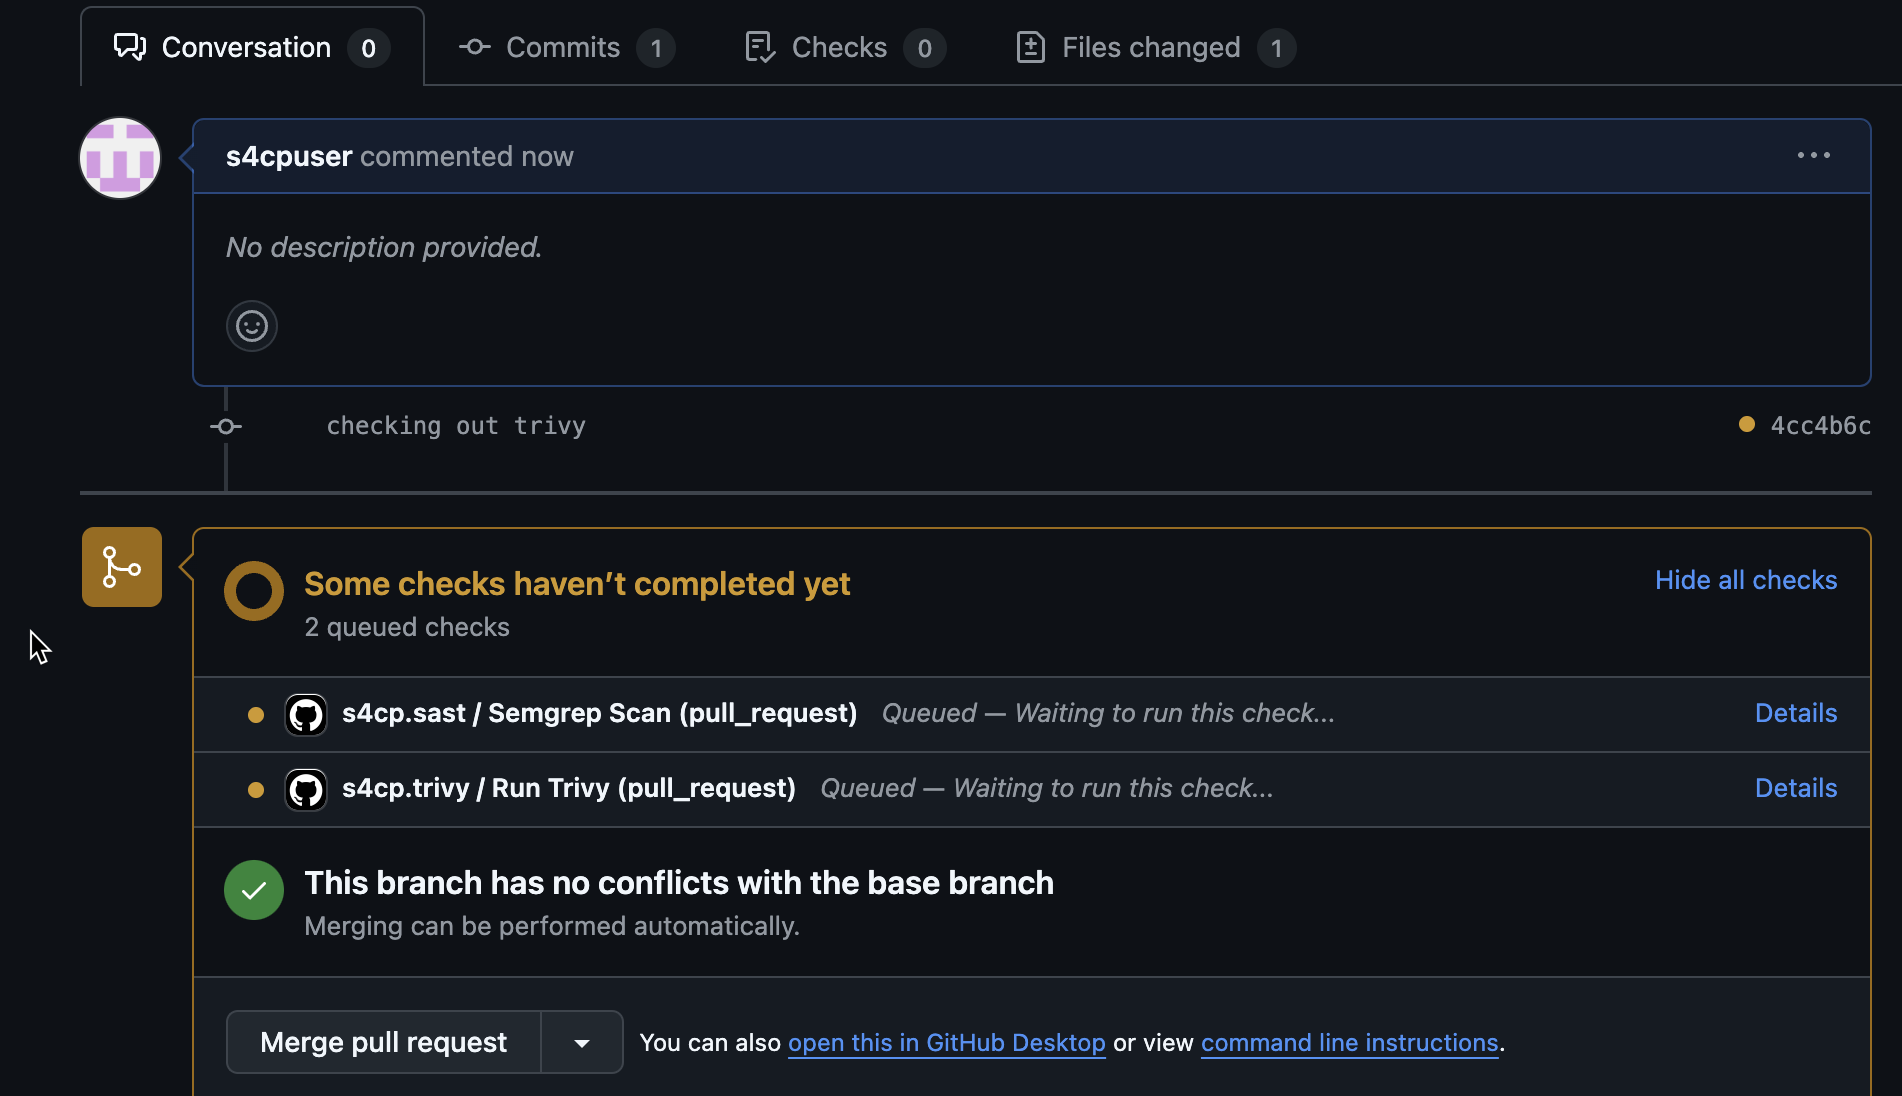 Conversation 0 Commits 1 Checks 0 Files changed 1
s4cpuser commented now
No description provided.
checking out trivy 4cc4b6c
Some checks haven’t completed yet Hide all checks
2 queued checks
s4cp.sast / Semgrep Scan (pull_request) Queued — Waiting to run this check... Details
s4cp.trivy / Run Trivy (pull_request) Queued — Waiting to run this check... Details
This branch has no conflicts with the base branch
Merging can be performed automatically.
Merge pull request You can also open this in GitHub Desktop or view command line instructions.